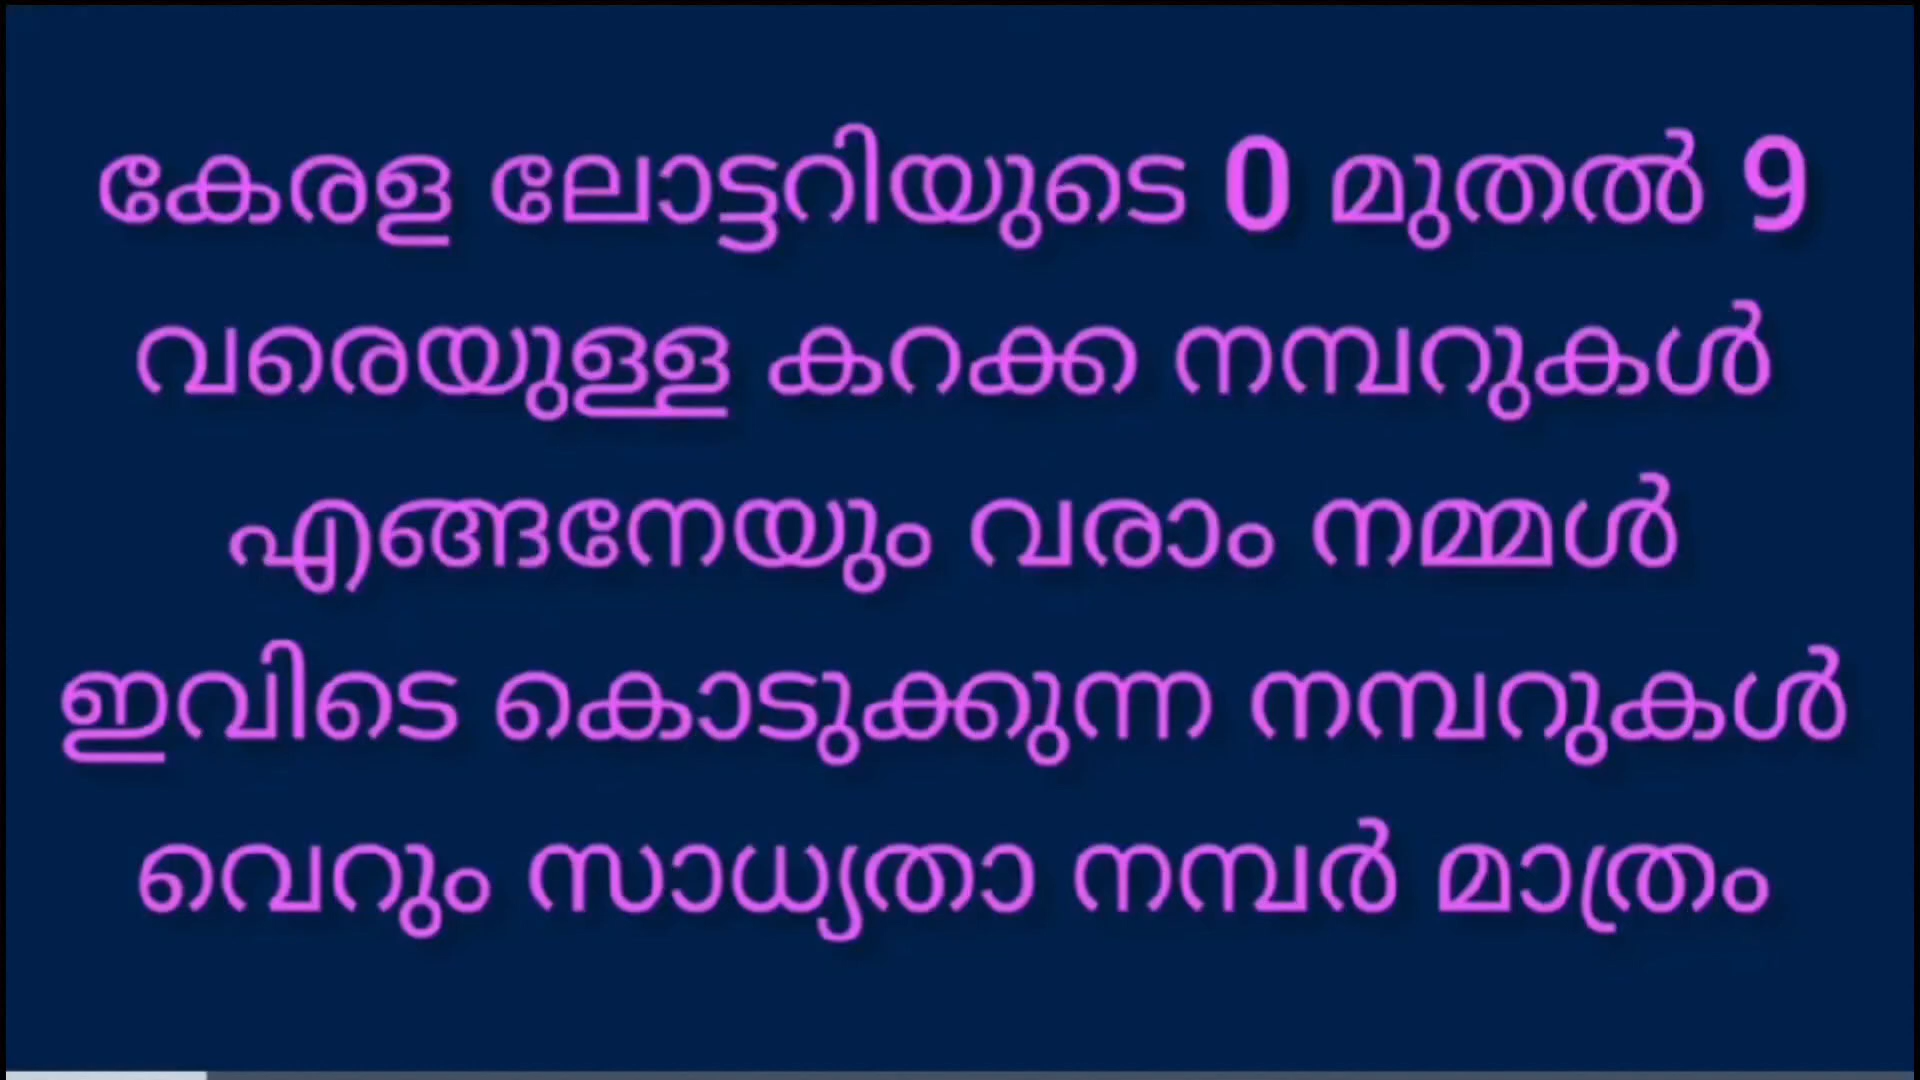 കേരള ലോട്ടറിയുടെ 0 മുതൽ 9
വരെയുള്ള കറക്ക നമ്പറുകൾ
എങ്ങനേയും വരാം നമ്മൾ
ഇവിടെ കൊടുക്കുന്ന നമ്പറുകൾ
വെറും സാധ്യതാ നമ്പർ മാത്രം